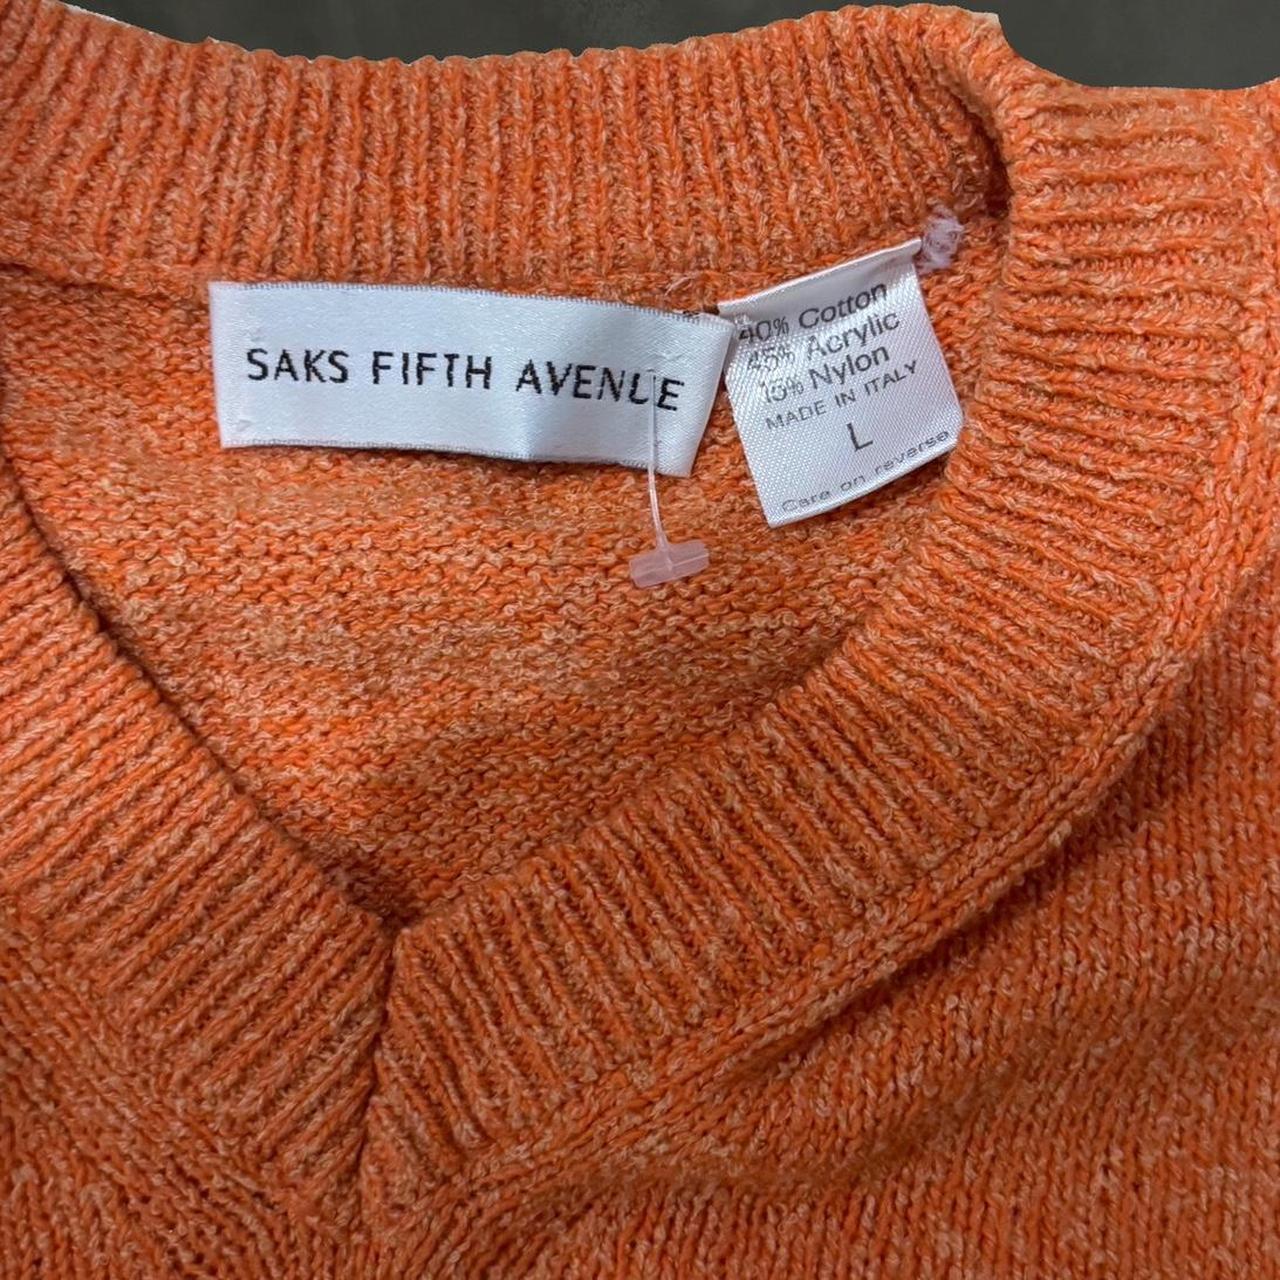 SAKS FIFTH AVENUE
40% Cotton
45% Acrylic
15% Nylon
MADE IN ITALY
L
Care on reverse